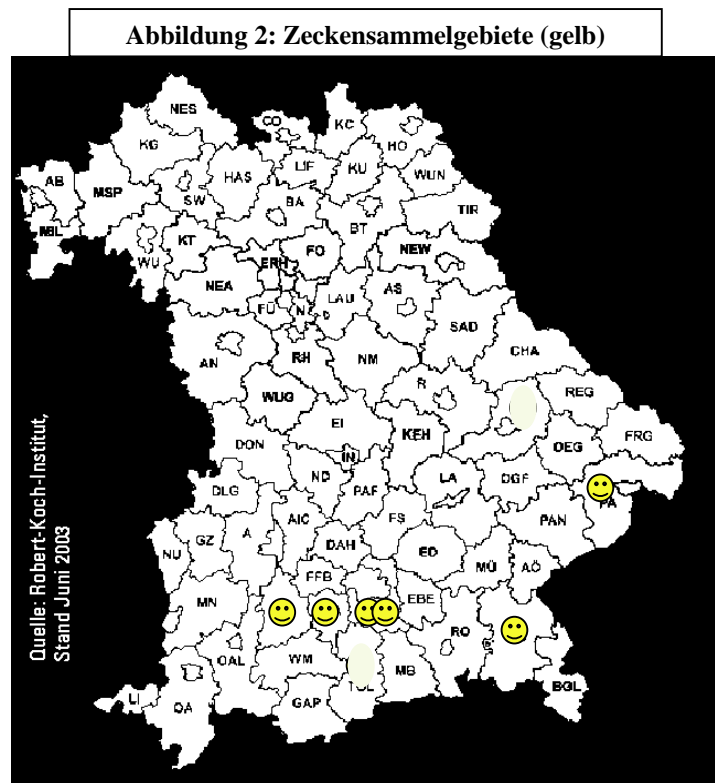 Abbildung 2: Zeckensammelgebiete (gelb)
NES
CO
KC
HO
KG
LIF
KU
WUN
AB
MSP
SW
HAS
BA
BT
TIR
MIL
WÜ
KT
ERH
FO
NEW
NEA
FÜ
N
LAU
AS
SAD
CHA
AN
RH
NM
R
REG
WUG
EI
KEH
DEG
FRG
DON
IN
ND
PAF
LA
DGF
PA
DLG
AIC
FS
PAN
NU
GZ
A
DAH
ED
MÜ
AÖ
FFB
EBE
MN
RO
OAL
WM
MB
LI
OA
GAP
BGL
Quelle: Robert-Koch-Institut,
Stand Juni 2003